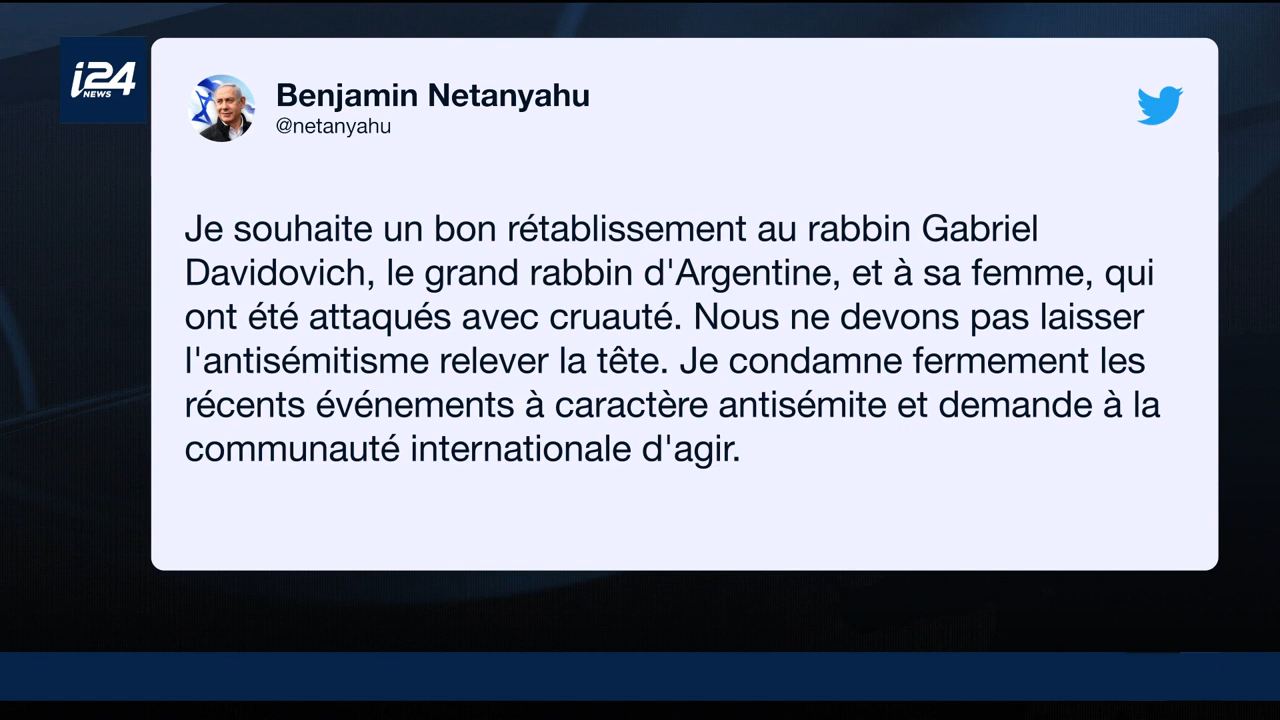 i24
NEWS
Benjamin Netanyahu
@netanyahu
Je souhaite un bon rétablissement au rabbin Gabriel
Davidovich, le grand rabbin d'Argentine, et à sa femme, qui
ont été attaqués avec cruauté. Nous ne devons pas laisser
l'antisémitisme relever la tête. Je condamne fermement les
récents événements à caractère antisémite et demande à la
communauté internationale d'agir.